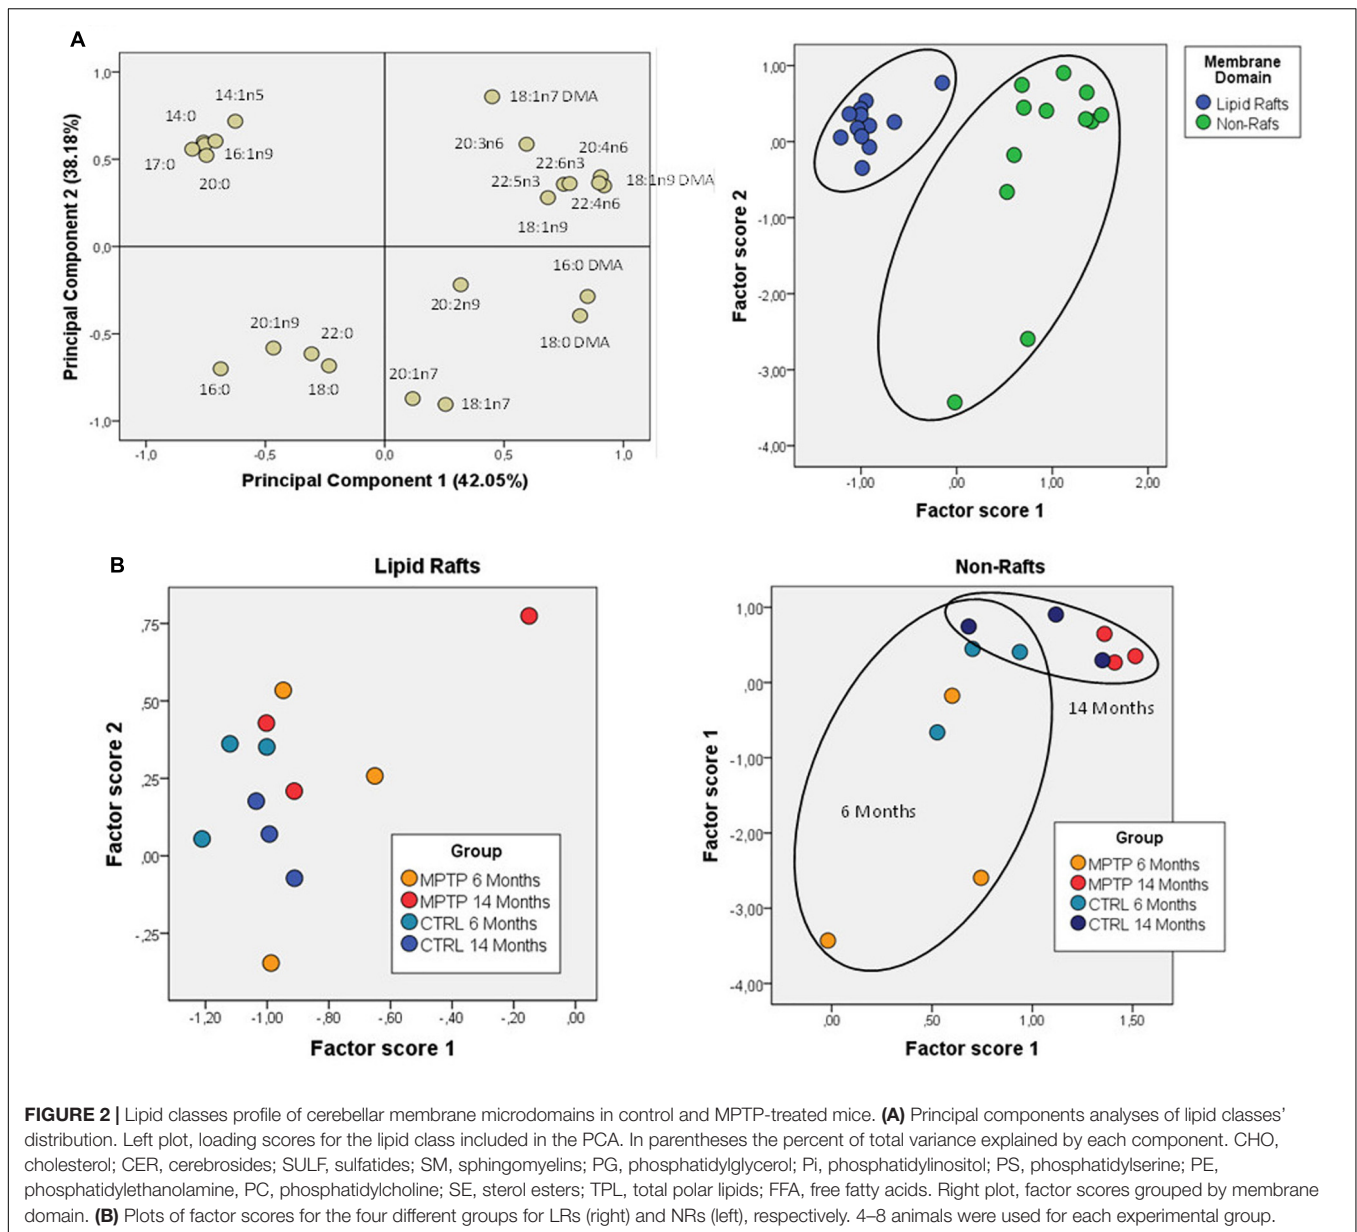 A
Principal Component 2 (38.18%)
1,0
0,5
0,0
-0,5
-1,0
14:1n5
14:0
16:1n9
17:0
20:0
18:1n7 DMA
20:3n6
20:4n6
22:6n3
22:5n3
18:1n9 DMA
22:4n6
18:1n9
16:0 DMA
20:2n9
18:0 DMA
20:1n9
22:0
16:0
18:0
20:1n7
18:1n7
-1,0 -0,5 0,0 0,5 1,0
Principal Component 1 (42.05%)
Factor score 2
1,00
,00
-1,00
-2,00
-3,00
-4,00
-1,00 ,00 1,00 2,00
Factor score 1
Membrane
Domain
Lipid Rafts
Non-Rafs
B
Lipid Rafts
Factor score 2
,75
,50
,25
,00
-,25
-1,20 -1,00 -,80 -,60 -,40 -,20 ,00
Factor score 1
Group
MPTP 6 Months
MPTP 14 Months
CTRL 6 Months
CTRL 14 Months
Non-Rafts
Factor score 1
1,00
,00
-1,00
-2,00
-3,00
-4,00
14 Months
6 Months
,00 ,50 1,00 1,50
Factor score 1
Group
MPTP 6 Months
MPTP 14 Months
CTRL 6 Months
CTRL 14 Months
FIGURE 2 | Lipid classes profile of cerebellar membrane microdomains in control and MPTP-treated mice. (A) Principal components analyses of lipid classes’
distribution. Left plot, loading scores for the lipid class included in the PCA. In parentheses the percent of total variance explained by each component. CHO,
cholesterol; CER, cerebrosides; SULF, sulfatides; SM, sphingomyelins; PG, phosphatidylglycerol; Pi, phosphatidylinositol; PS, phosphatidylserine; PE,
phosphatidylethanolamine, PC, phosphatidylcholine; SE, sterol esters; TPL, total polar lipids; FFA, free fatty acids. Right plot, factor scores grouped by membrane
domain. (B) Plots of factor scores for the four different groups for LRs (right) and NRs (left), respectively. 4–8 animals were used for each experimental group.